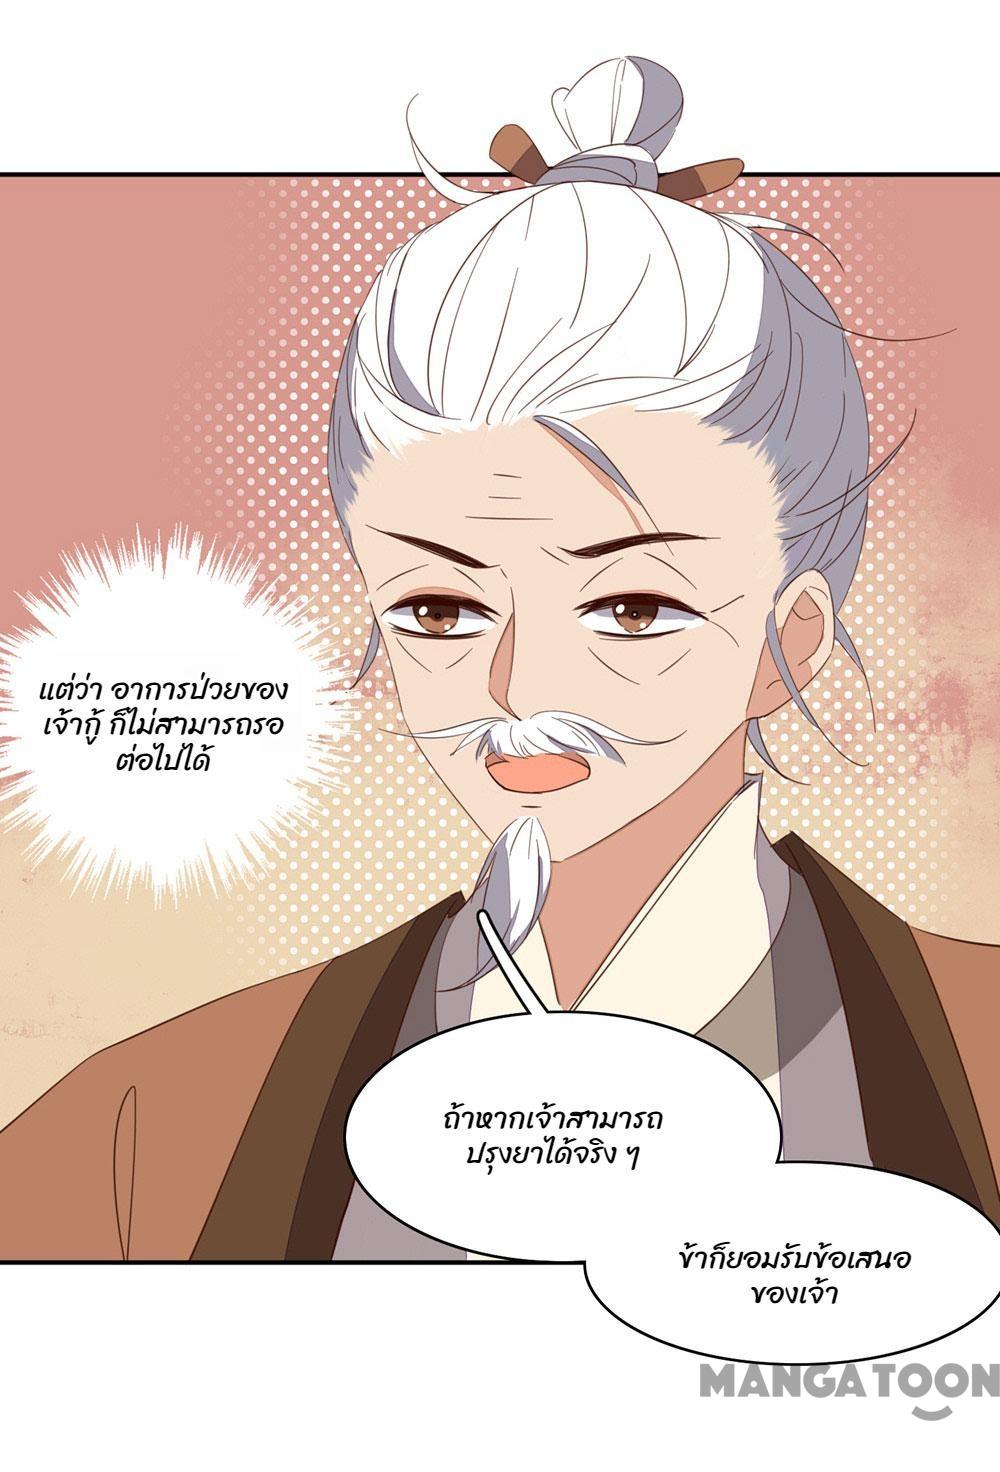 แต่ว่า อาการป่วยของ
เจ้ากู้ ก็ไม่สามารถรอ
ต่อไปได้
ถ้าหากเจ้าสามารถ
ปรุงยาได้จริง ๆ
ข้าก็ยอมรับข้อเสนอ
ของเจ้า
MANGATOON